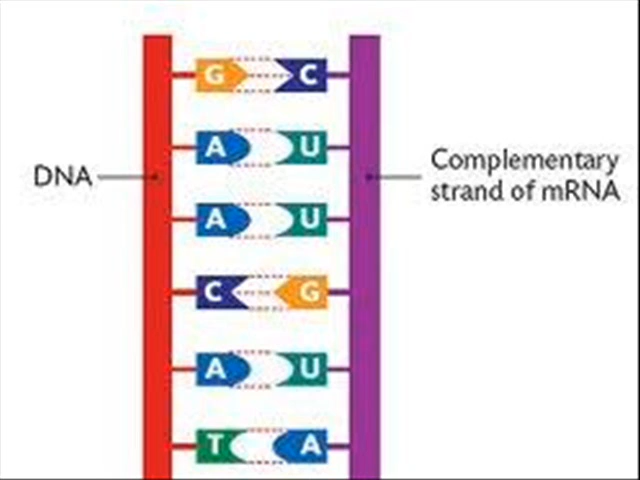 G C
A U
DNA
Complementary
strand of mRNA
A U
C G
A U
T A